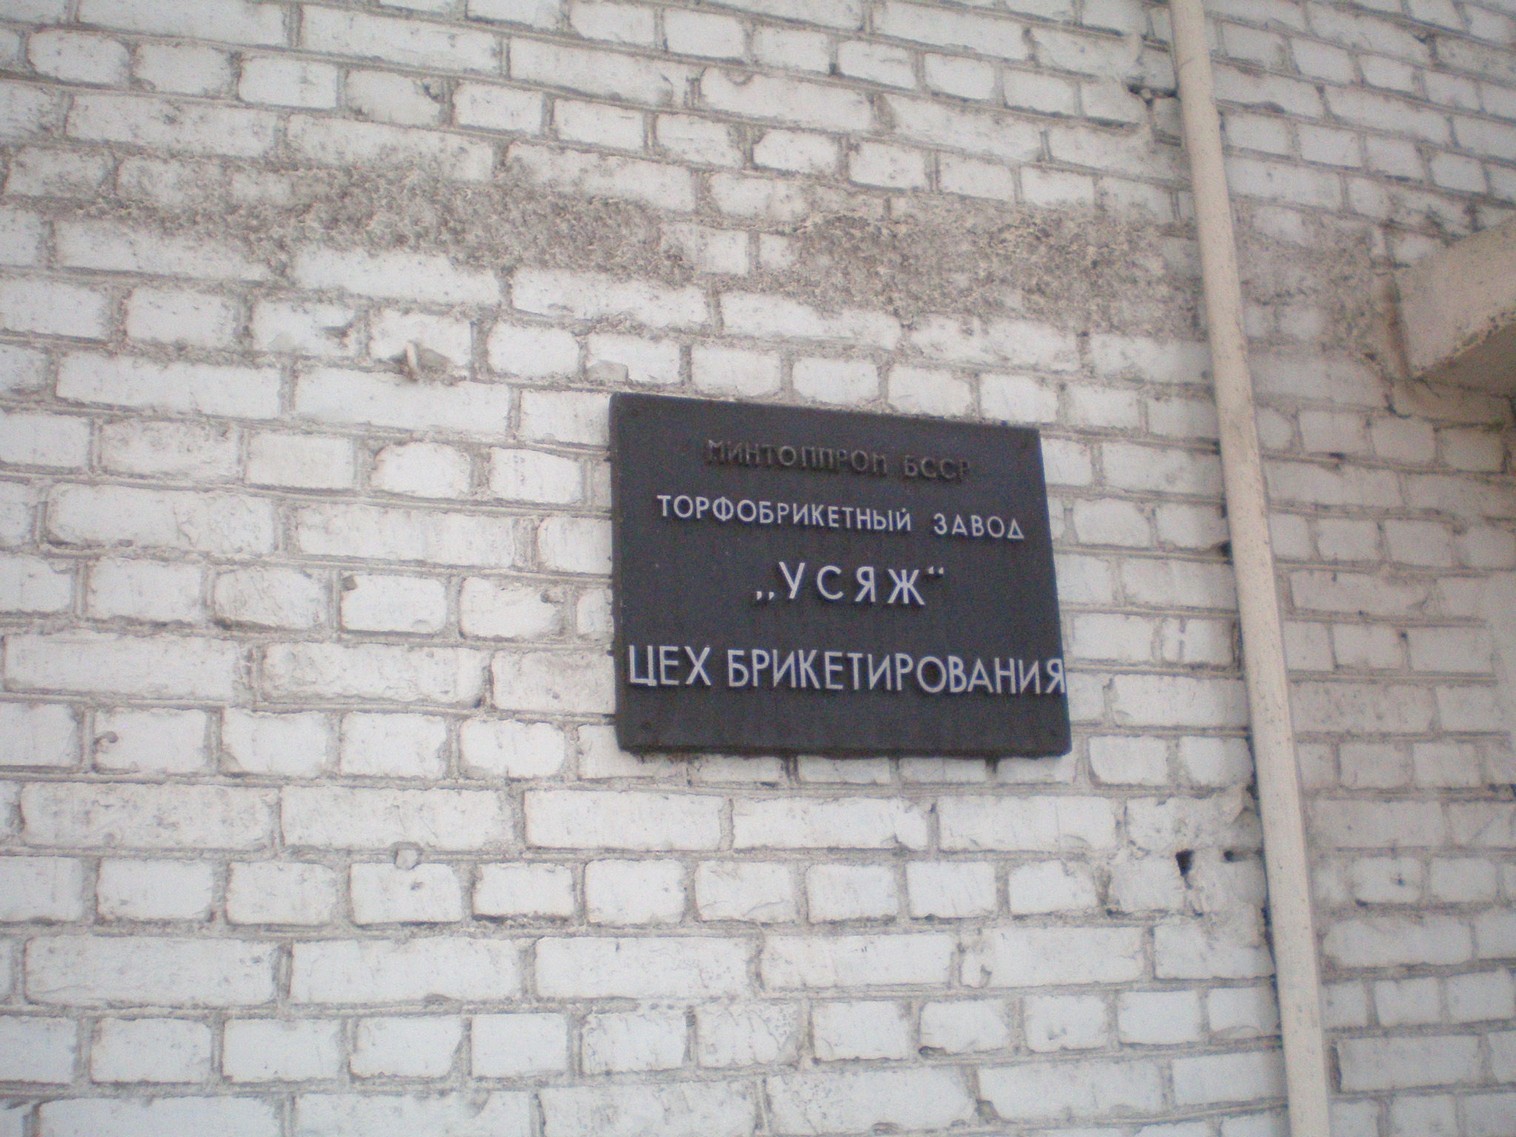 МИНТОППРОМ БССР
ТОРФОБРИКЕТНЫЙ ЗАВОД
„УСЯЖ“
ЦЕХ БРИКЕТИРОВАНИЯ